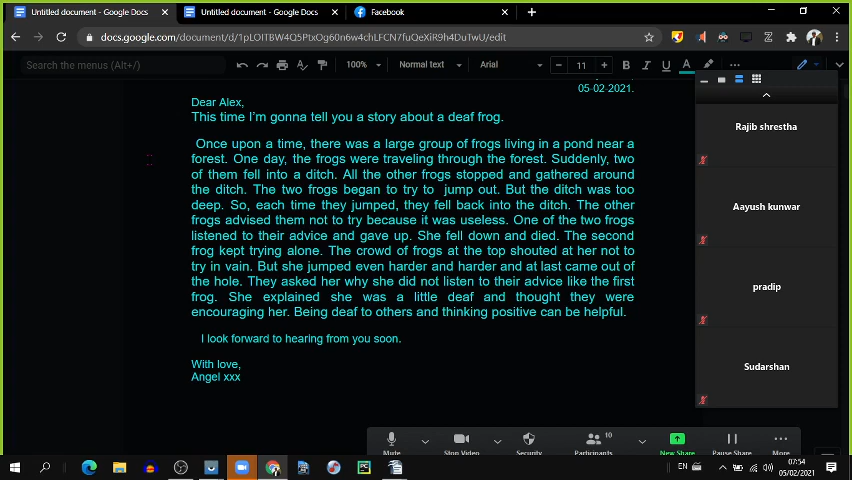 Untitled document - Google Docs
Untitled document - Google Docs
Facebook
docs.google.com/document/d/1pLOlTBW4Q5PtxOg60n6w4chLFCN7fuQeXiR9h4DuTwU/edit
Search the menus (Alt+/)
100%
Normal text
Arial
11
B I U A
05-02-2021.
Dear Alex,
This time I'm gonna tell you a story about a deaf frog.
Once upon a time, there was a large group of frogs living in a pond near a
forest. One day, the frogs were traveling through the forest. Suddenly, two
of them fell into a ditch. All the other frogs stopped and gathered around
the ditch. The two frogs began to try to jump out. But the ditch was too
deep. So, each time they jumped, they fell back into the ditch. The other
frogs advised them not to try because it was useless. One of the two frogs
listened to their advice and gave up. She fell down and died. The second
frog kept trying alone. The crowd of frogs at the top shouted at her not to
try in vain. But she jumped even harder and harder and at last came out of
the hole. They asked her why she did not listen to their advice like the first
frog. She explained she was a little deaf and thought they were
encouraging her. Being deaf to others and thinking positive can be helpful.
I look forward to hearing from you soon.
With love,
Angel xxx
Rajib shrestha
Aayush kunwar
pradip
Sudarshan
Mute
Stop Video
Security
10
Participants
New Share
Pause Share
More
EN
07:54
05/02/2021